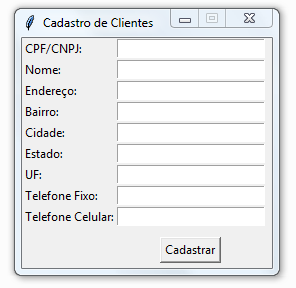 Cadastro de Clientes
CPF/CNPJ:
Nome:
Endereço:
Bairro:
Cidade:
Estado:
UF:
Telefone Fixo:
Telefone Celular:
Cadastrar